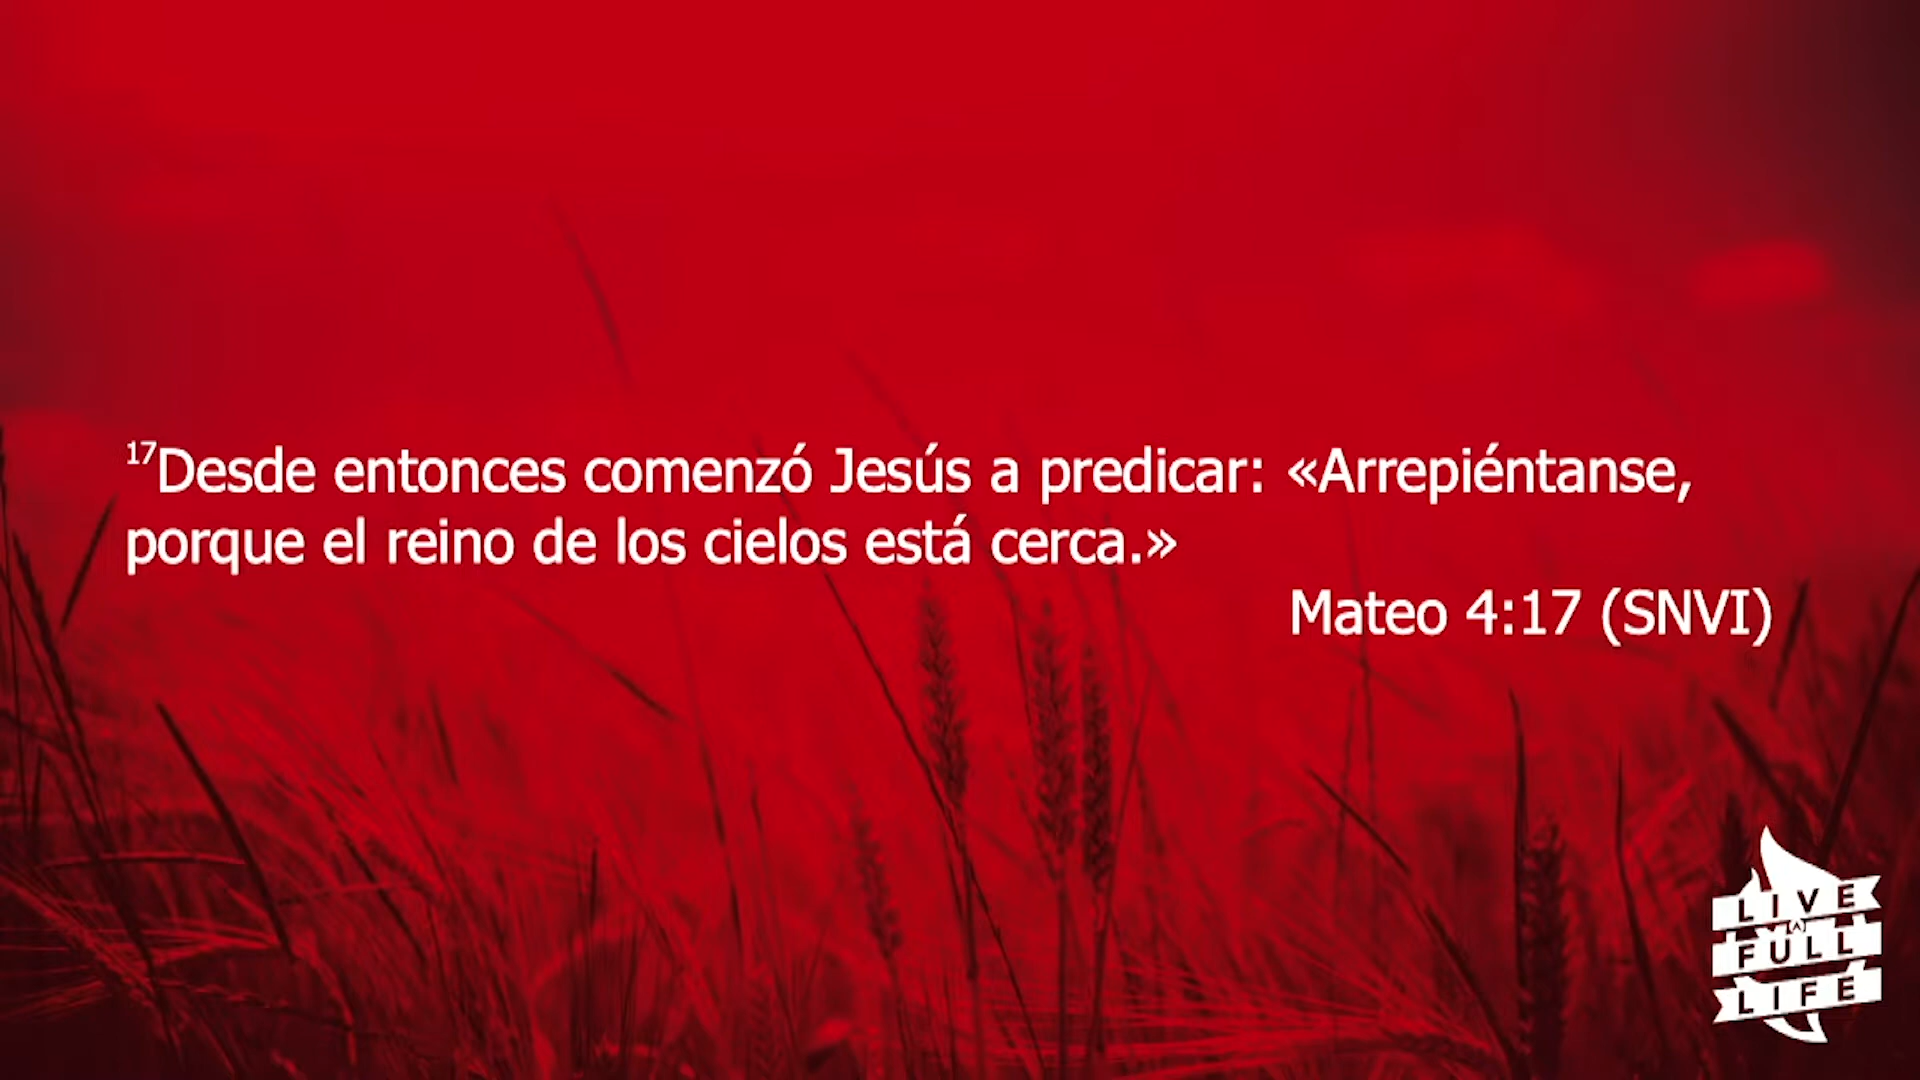 ¹⁷Desde entonces comenzó Jesús a predicar: «Arrepiéntanse,
porque el reino de los cielos está cerca.»
Mateo 4:17 (SNVI)
LIVE
A
FULL
LIFE